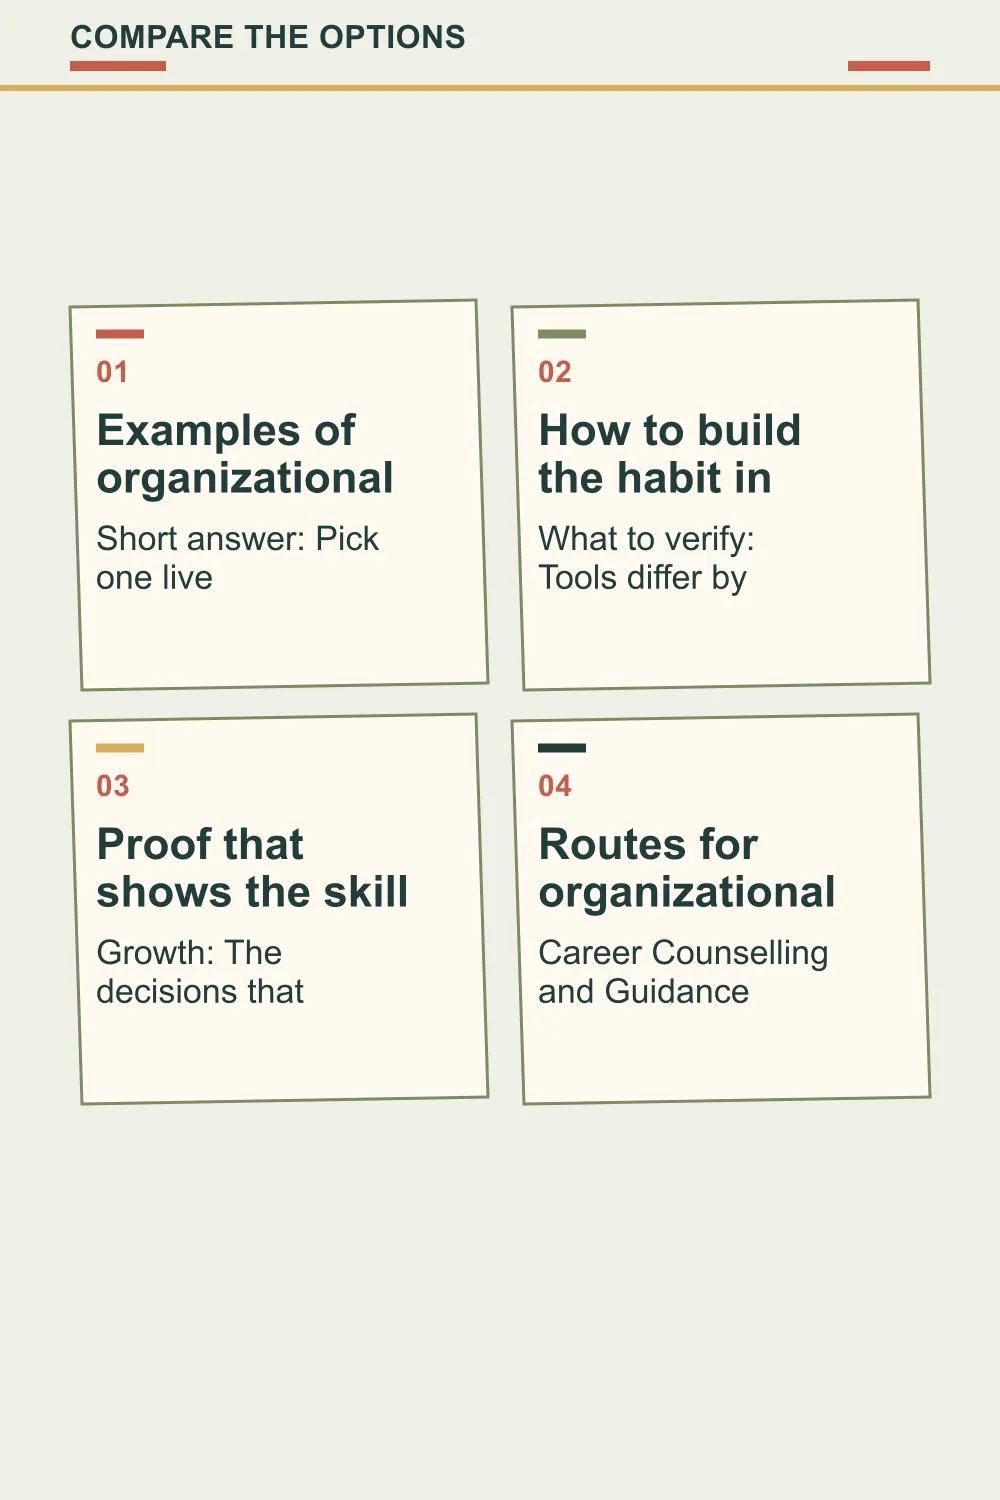 COMPARE THE OPTIONS
01
Examples of
organizational
Short answer: Pick
one live
02
How to build
the habit in
What to verify:
Tools differ by
03
Proof that
shows the skill
Growth: The
decisions that
04
Routes for
organizational
Career Counselling
and Guidance